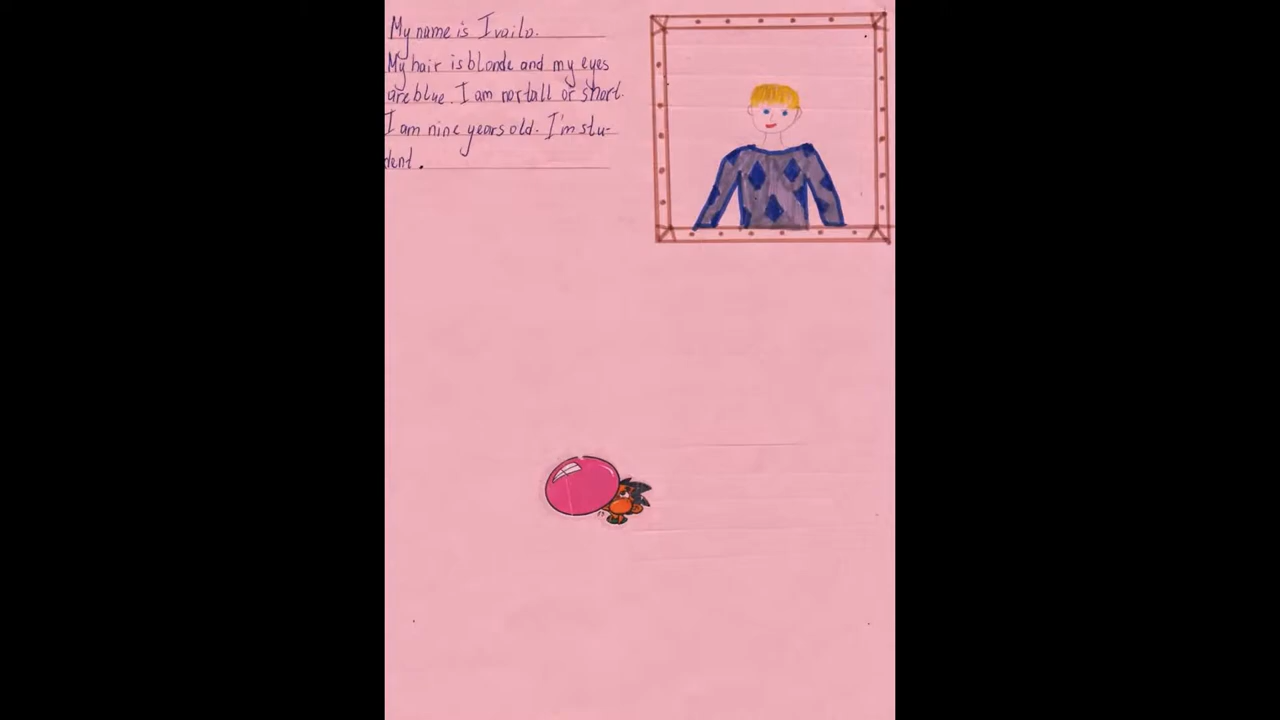 My name is Ivailo.
My hair is blonde and my eyes
are blue. I am not tall or short.
I am nine years old. I'm stu-
dent.